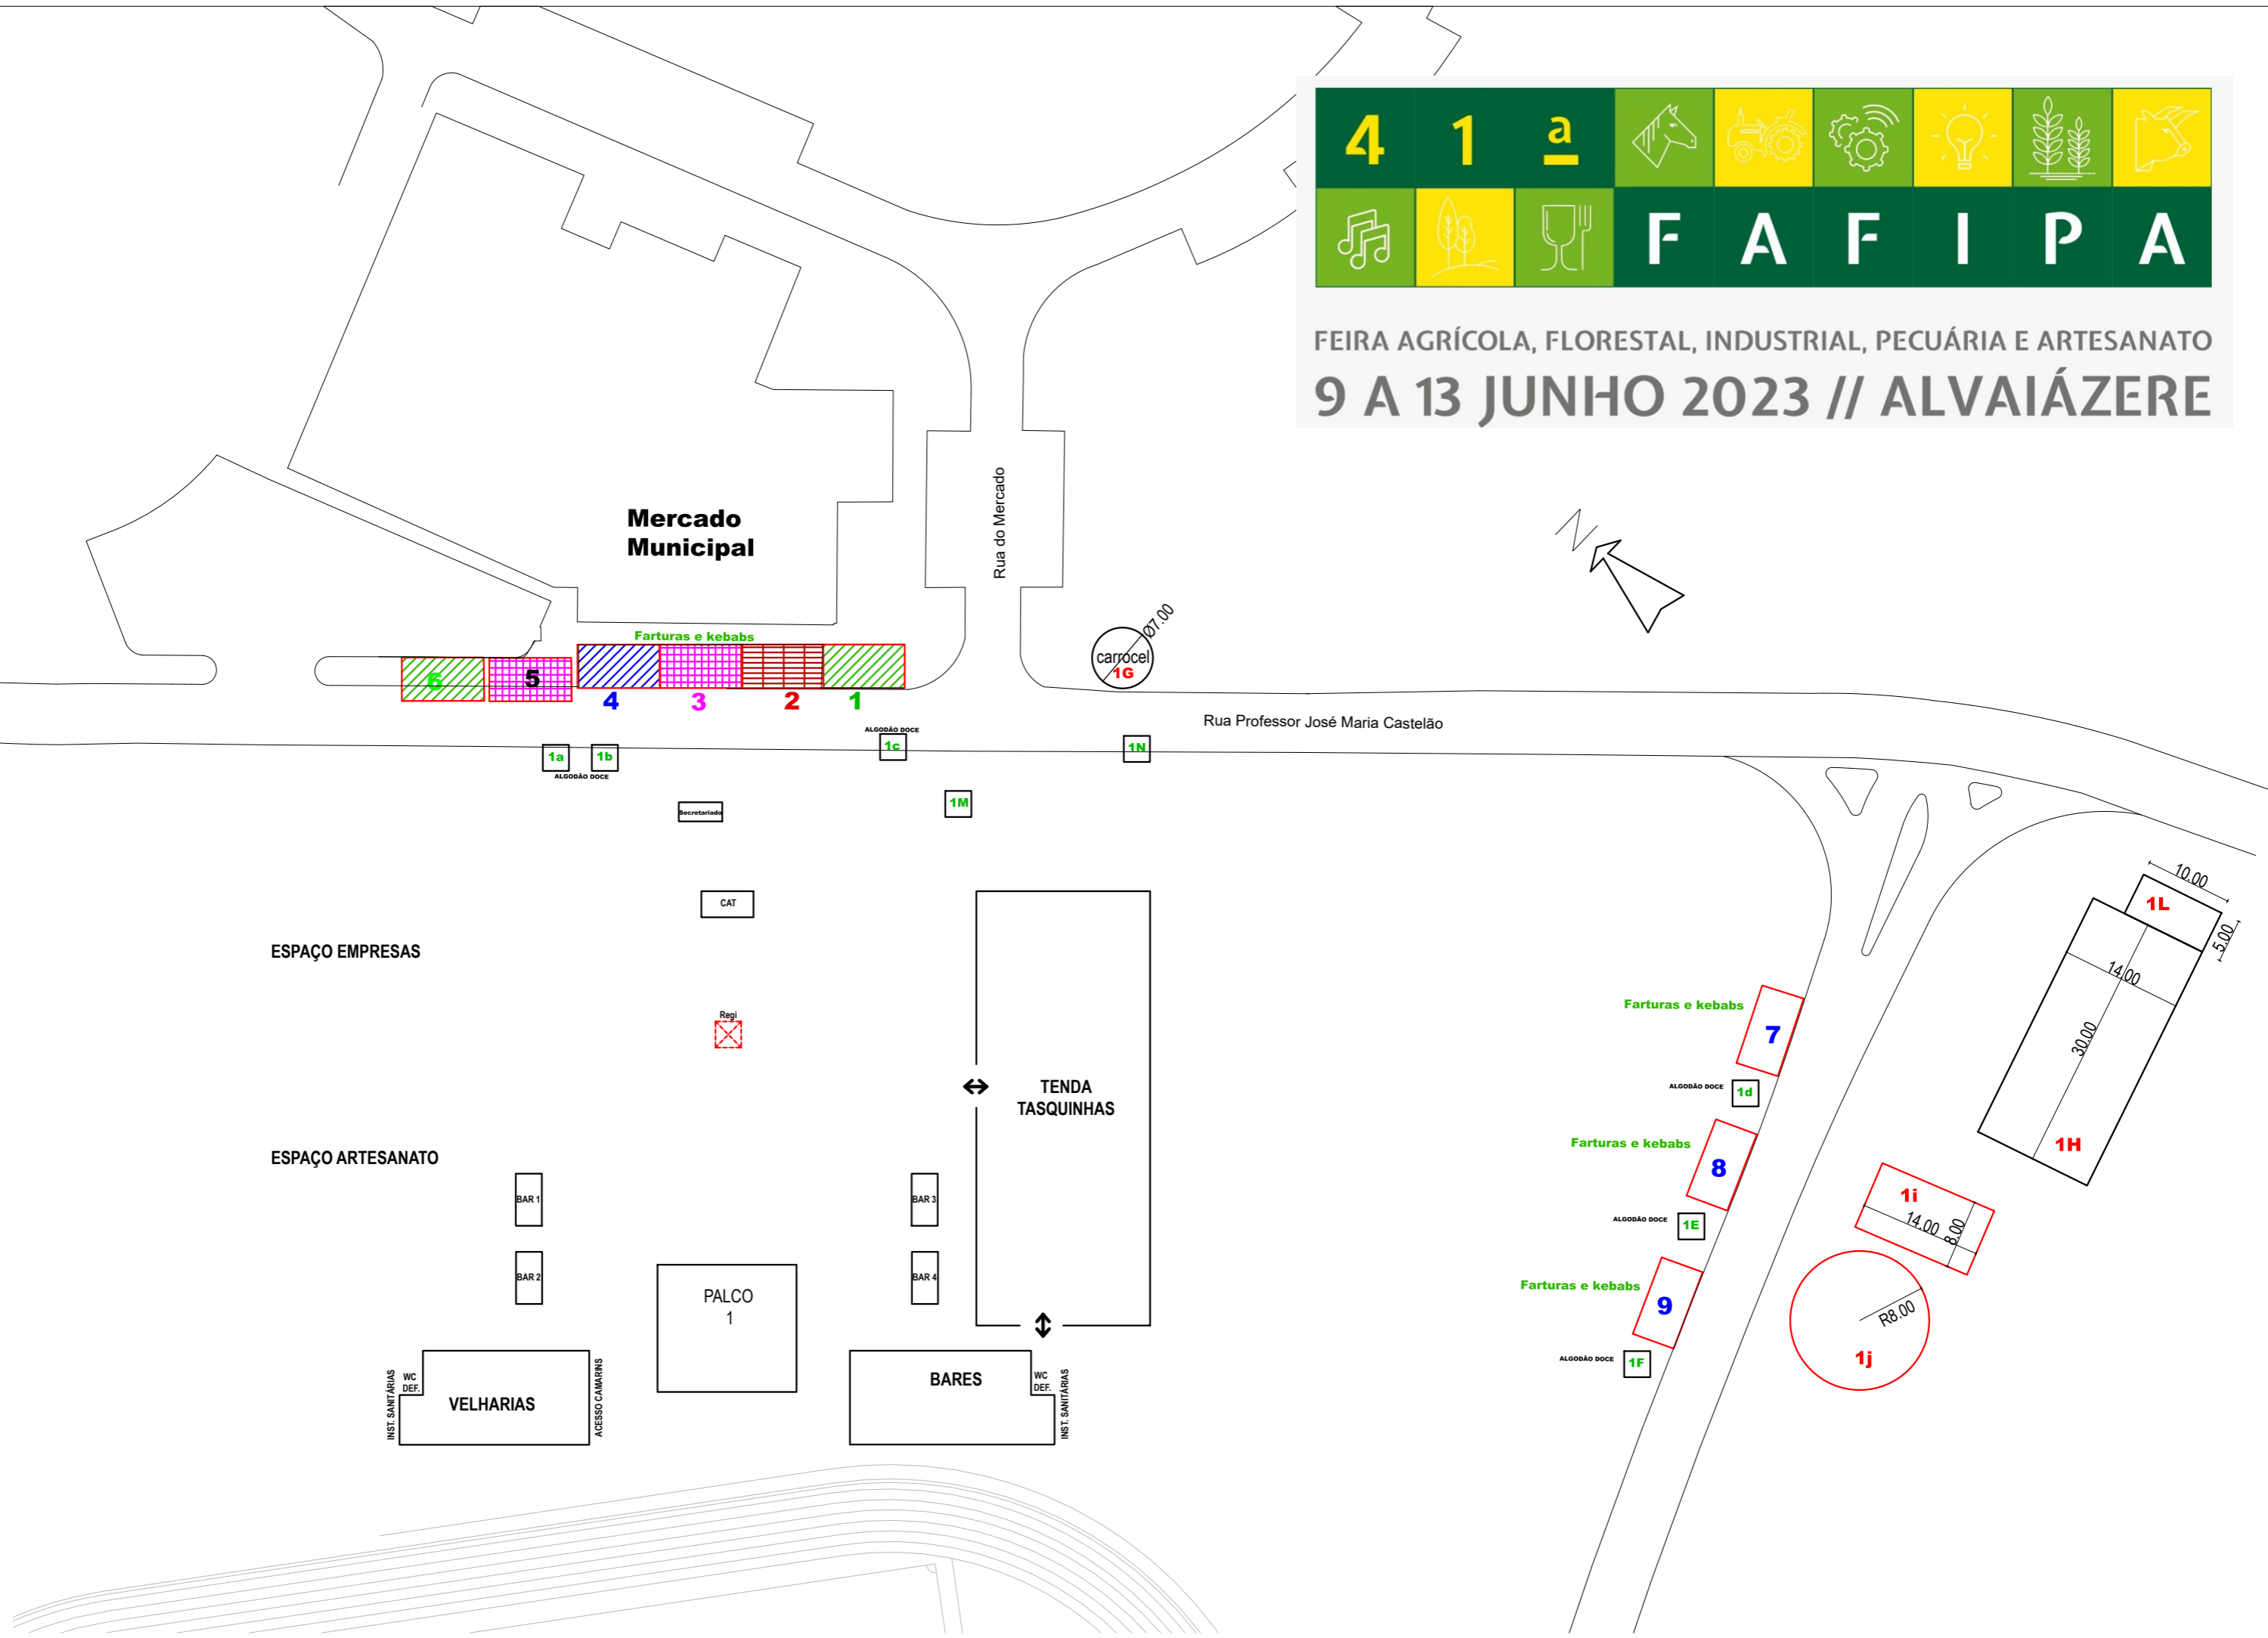 41ª
FAFIPA
FEIRA AGRÍCOLA, FLORESTAL, INDUSTRIAL, PECUÁRIA E ARTESANATO
9 A 13 JUNHO 2023 // ALVAIÁZERE
Mercado
Municipal
Rua do Mercado
N
Farturas e kebabs
carrocel
1G
Ø7.00
6
5
4
3
2
1
Rua Professor José Maria Castelão
ALGODÃO DOCE
1a
1b
1c
1N
ALGODÃO DOCE
Secretariado
1M
CAT
ESPAÇO EMPRESAS
Regi
TENDA
TASQUINHAS
ESPAÇO ARTESANATO
BAR 1
BAR 3
BAR 2
BAR 4
PALCO
1
INST. SANITÁRIAS
WC
DEF.
VELHARIAS
ACESSO CAMARINS
BARES
WC
DEF.
INST. SANITÁRIAS
Farturas e kebabs
7
ALGODÃO DOCE
1d
Farturas e kebabs
8
ALGODÃO DOCE
1E
Farturas e kebabs
9
ALGODÃO DOCE
1F
10.00
1L
5.00
14.00
30.00
1H
1i
14.00
8.00
R8.00
1j